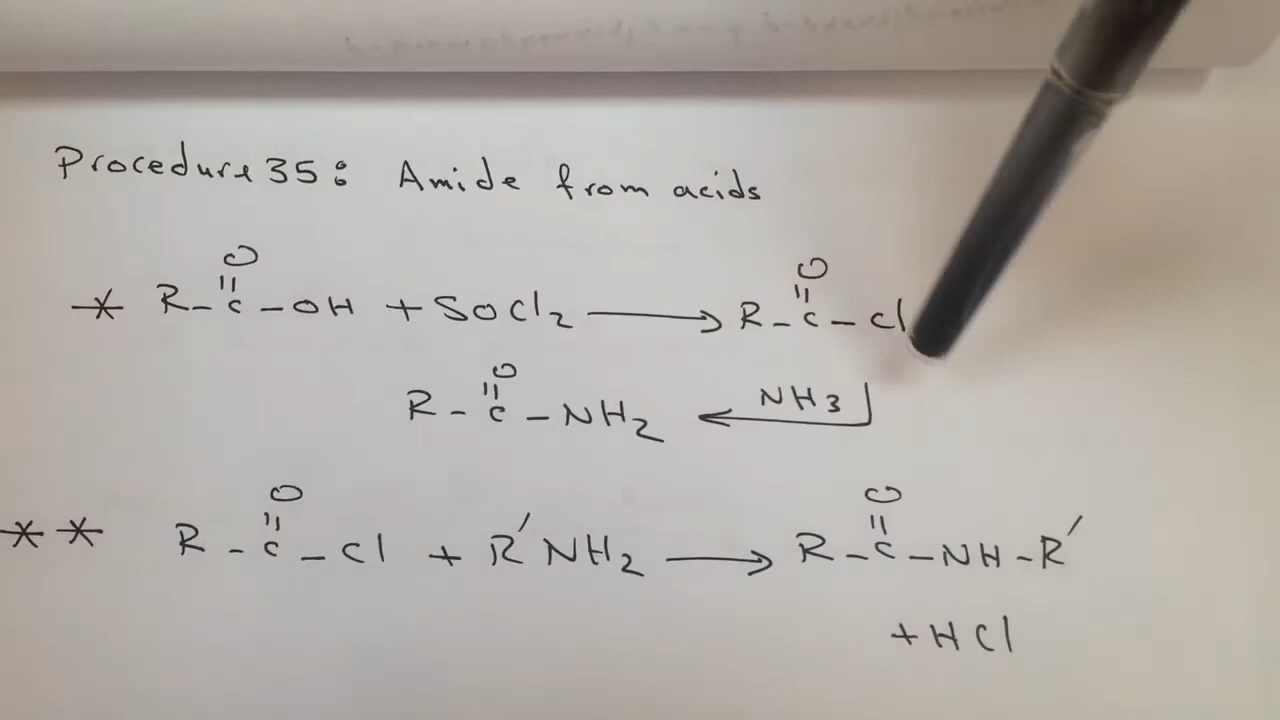 Procedure 35: Amide from acids
O O
* R-C-OH + SOCl2 → R-C-Cl
O
R-C-NH2 ← NH3
O O
** R-C-Cl + R'NH2 → R-C-NH-R'
+HCl